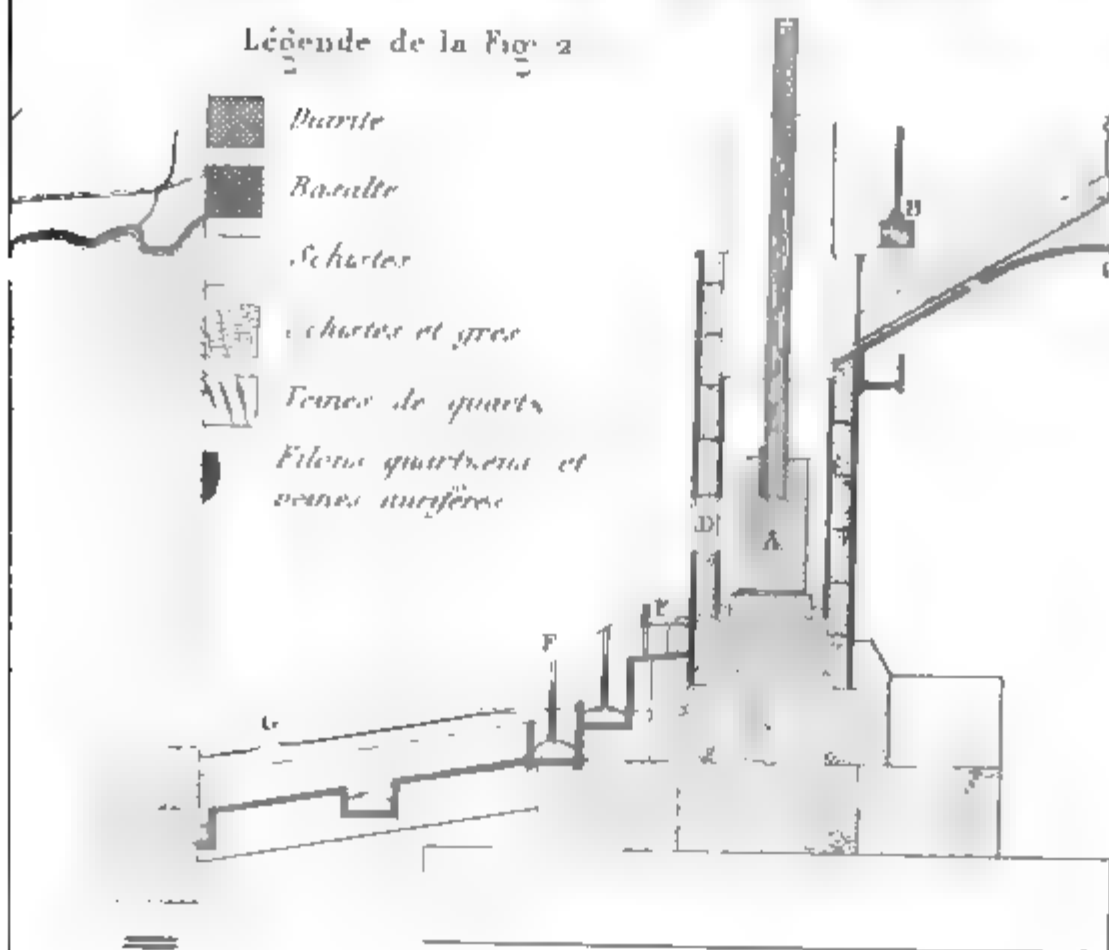 Légende de la Fig. 2
Diorite
Basalte
Schistes
Schistes et grès
Veines de quartz
Filons quartzeux et
veines aurifères
B
D
A
F
F
G